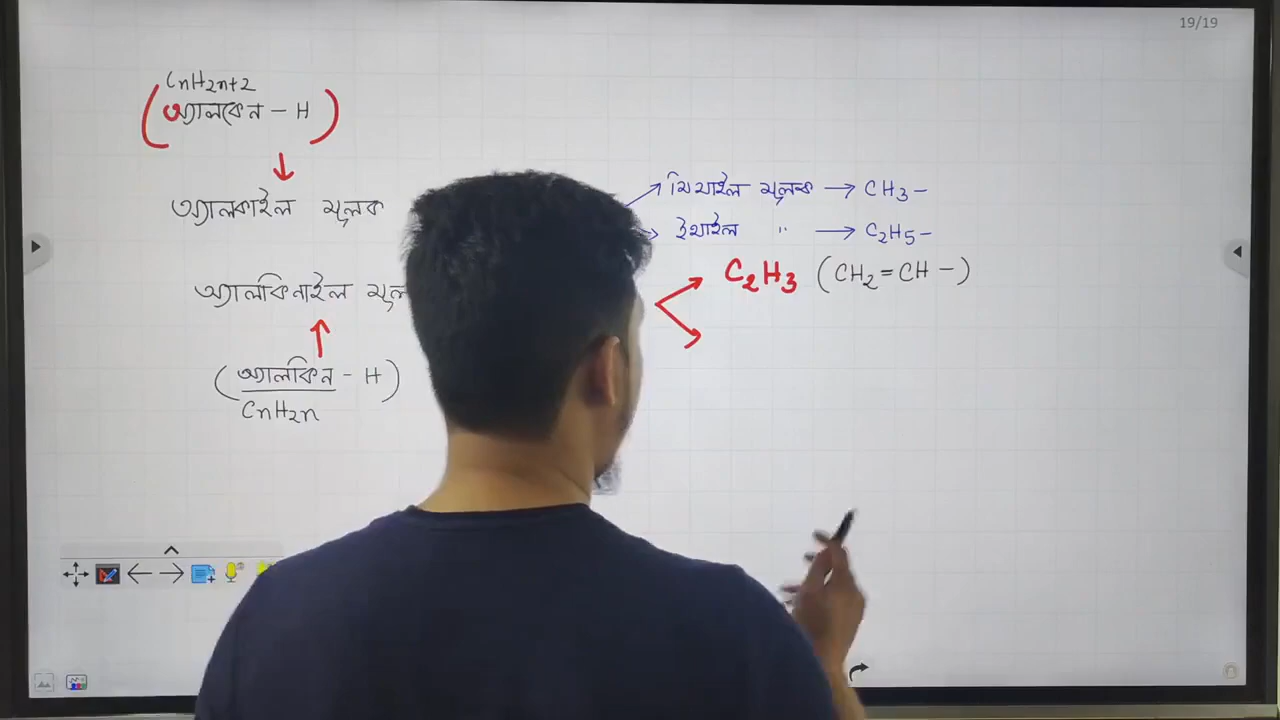 19/19
CnH2n+2
(অ্যালকেন – H)
↓
অ্যালকাইল মূলক
মিথাইল মূলক → CH3 –
ইথাইল " → C2H5 –
অ্যালকিনাইল
C2H3 (CH2 = CH –)
↑
(অ্যালকিন – H)
CnH2n